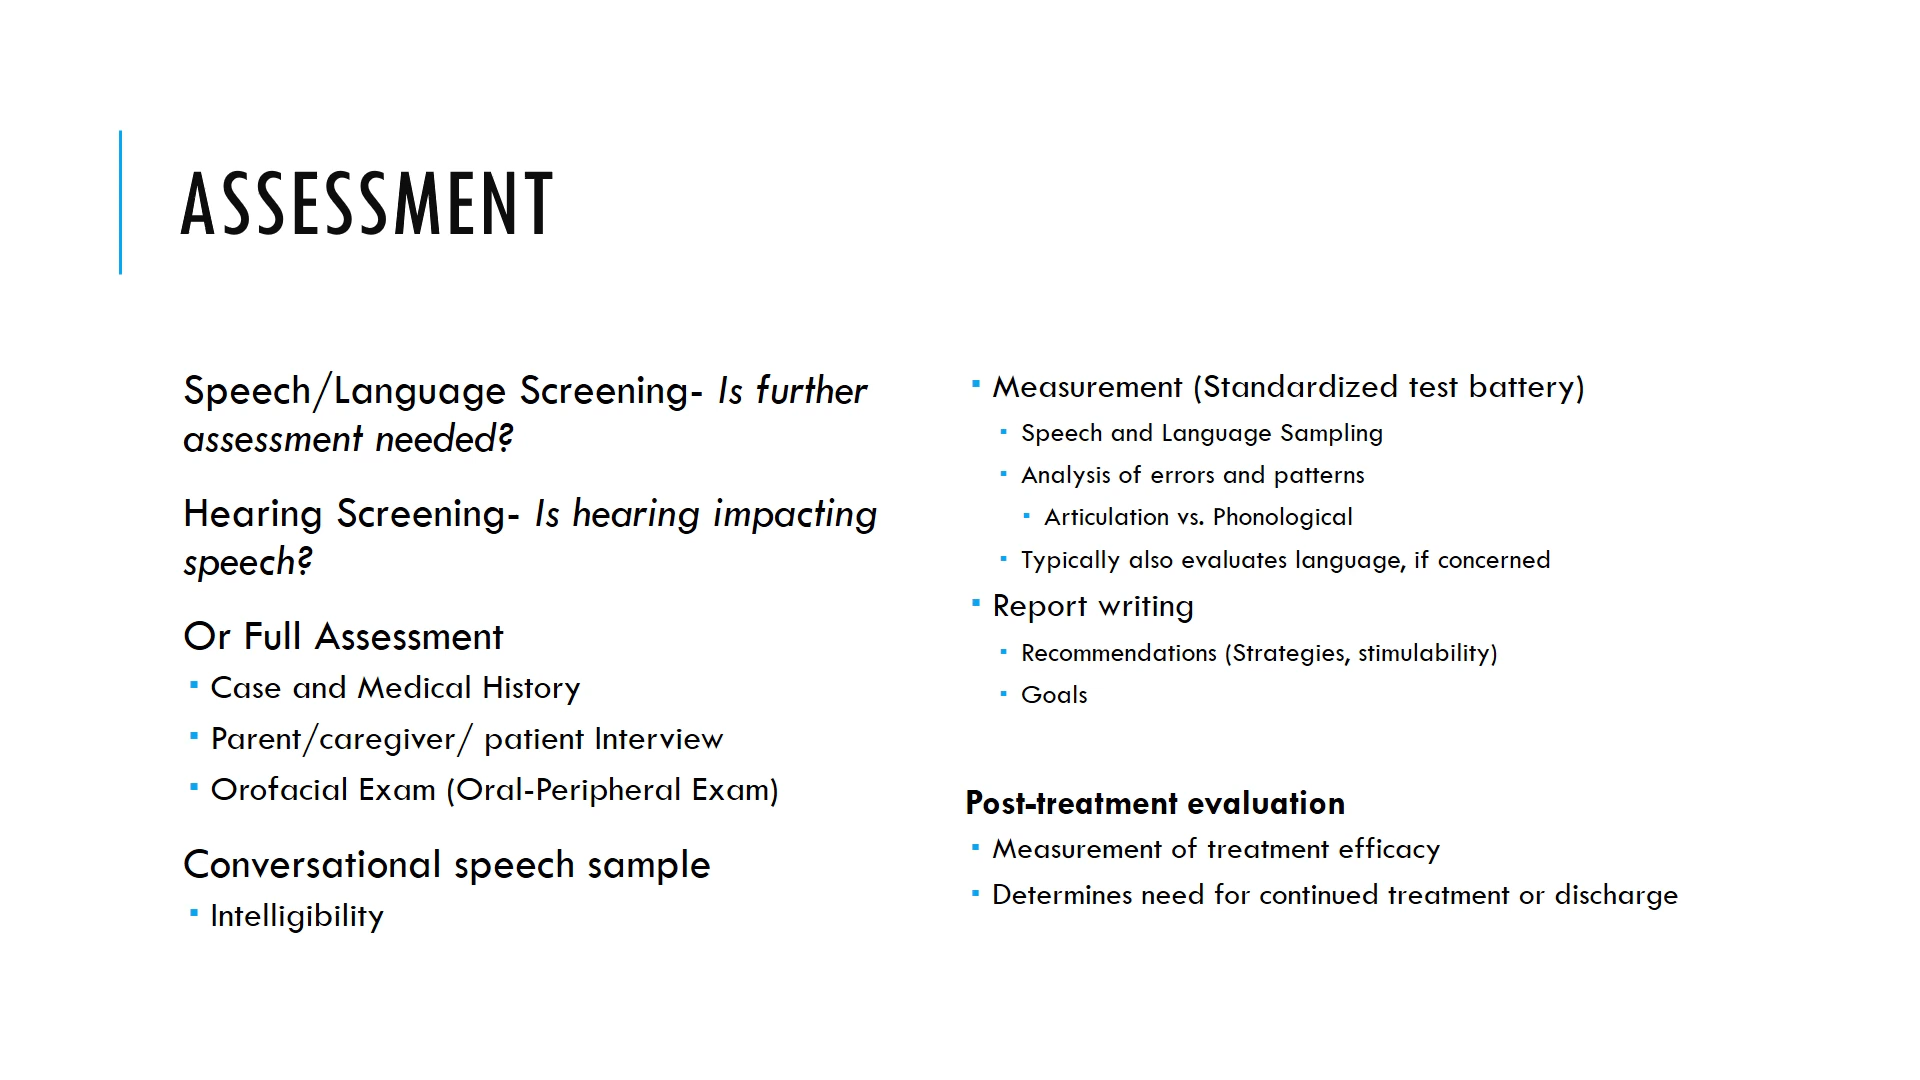 ASSESSMENT
Speech/Language Screening- Is further
assessment needed?
Hearing Screening- Is hearing impacting
speech?
Or Full Assessment
▪ Case and Medical History
▪ Parent/caregiver/ patient Interview
▪ Orofacial Exam (Oral-Peripheral Exam)
Conversational speech sample
▪ Intelligibility
▪ Measurement (Standardized test battery)
▪ Speech and Language Sampling
▪ Analysis of errors and patterns
▪ Articulation vs. Phonological
▪ Typically also evaluates language, if concerned
▪ Report writing
▪ Recommendations (Strategies, stimulability)
▪ Goals
Post-treatment evaluation
▪ Measurement of treatment efficacy
▪ Determines need for continued treatment or discharge